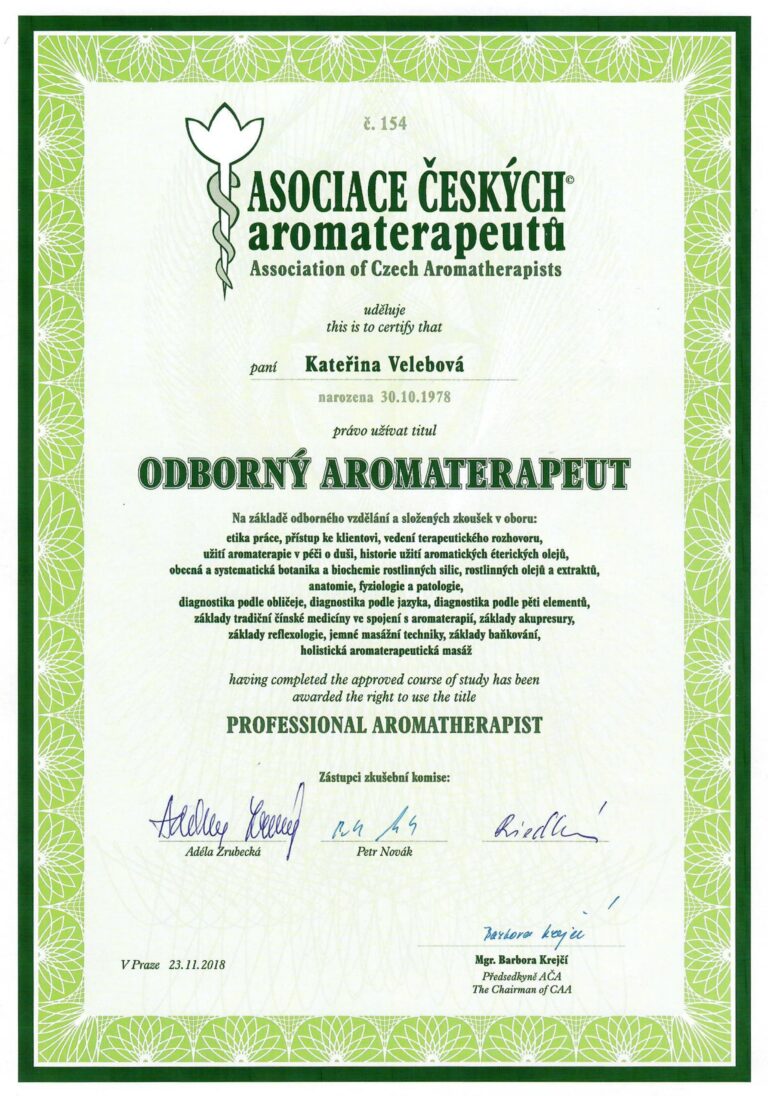 č. 154
ASOCIACE ČESKÝCH©
aromaterapeutů
Association of Czech Aromatherapists
uděluje
this is to certify that
paní Kateřina Velebová
narozena 30.10.1978
právo užívat titul
ODBORNÝ AROMATERAPEUT
Na základě odborného vzdělání a složených zkoušek v oboru:
etika práce, přístup ke klientovi, vedení terapeutického rozhovoru,
užití aromaterapie v péči o duši, historie užití aromatických éterických olejů,
obecná a systematická botanika a biochemie rostlinných silic, rostlinných olejů a extraktů,
anatomie, fyziologie a patologie,
diagnostika podle obličeje, diagnostika podle jazyka, diagnostika podle pěti elementů,
základy tradiční čínské medicíny ve spojení s aromaterapií, základy akupresury,
základy reflexologie, jemné masážní techniky, základy baňkování,
holistická aromaterapeutická masáž
having completed the approved course of study has been
awarded the right to use the title
PROFESSIONAL AROMATHERAPIST
Zástupci zkušební komise:
Adéla Zrubecká Petr Novák
Barbora Krejčí
Mgr. Barbora Krejčí
V Praze 23.11.2018
Předsedkyně AČA
The Chairman of CAA